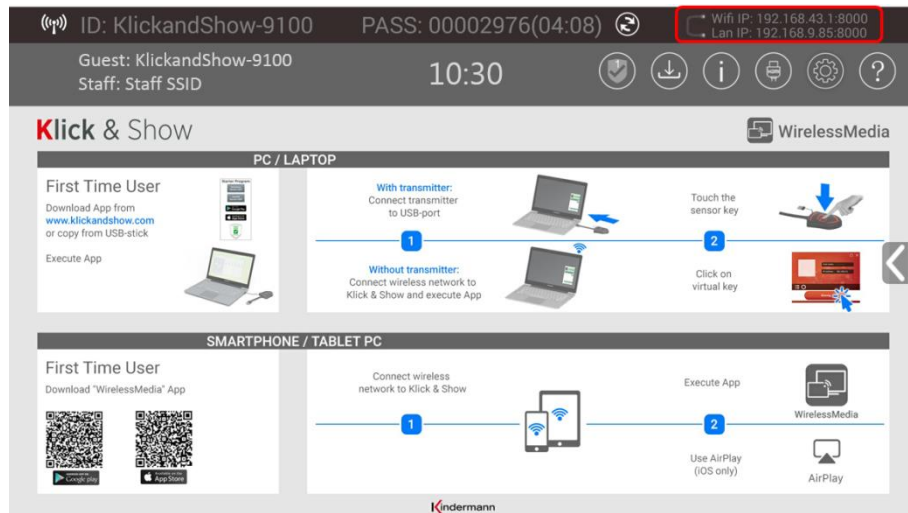 ID: KlickandShow-9100
PASS: 00002976(04:08)
Wifi IP: 192.168.43.1:8000
Lan IP: 192.168.9.85:8000
Guest: KlickandShow-9100
Staff: Staff SSID
10:30
Klick & Show
WirelessMedia
PC / LAPTOP
First Time User
Download App from
www.klickandshow.com
or copy from USB-stick
Execute App
With transmitter:
Connect transmitter
to USB-port
1
Without transmitter:
Connect wireless network to
Klick & Show and execute App
Touch the
sensor key
2
Click on
virtual key
SMARTPHONE / TABLET PC
First Time User
Download "WirelessMedia" App
Google play
App Store
Connect wireless
network to Klick & Show
1
Execute App
WirelessMedia
2
Use AirPlay
(iOS only)
AirPlay
Kindermann